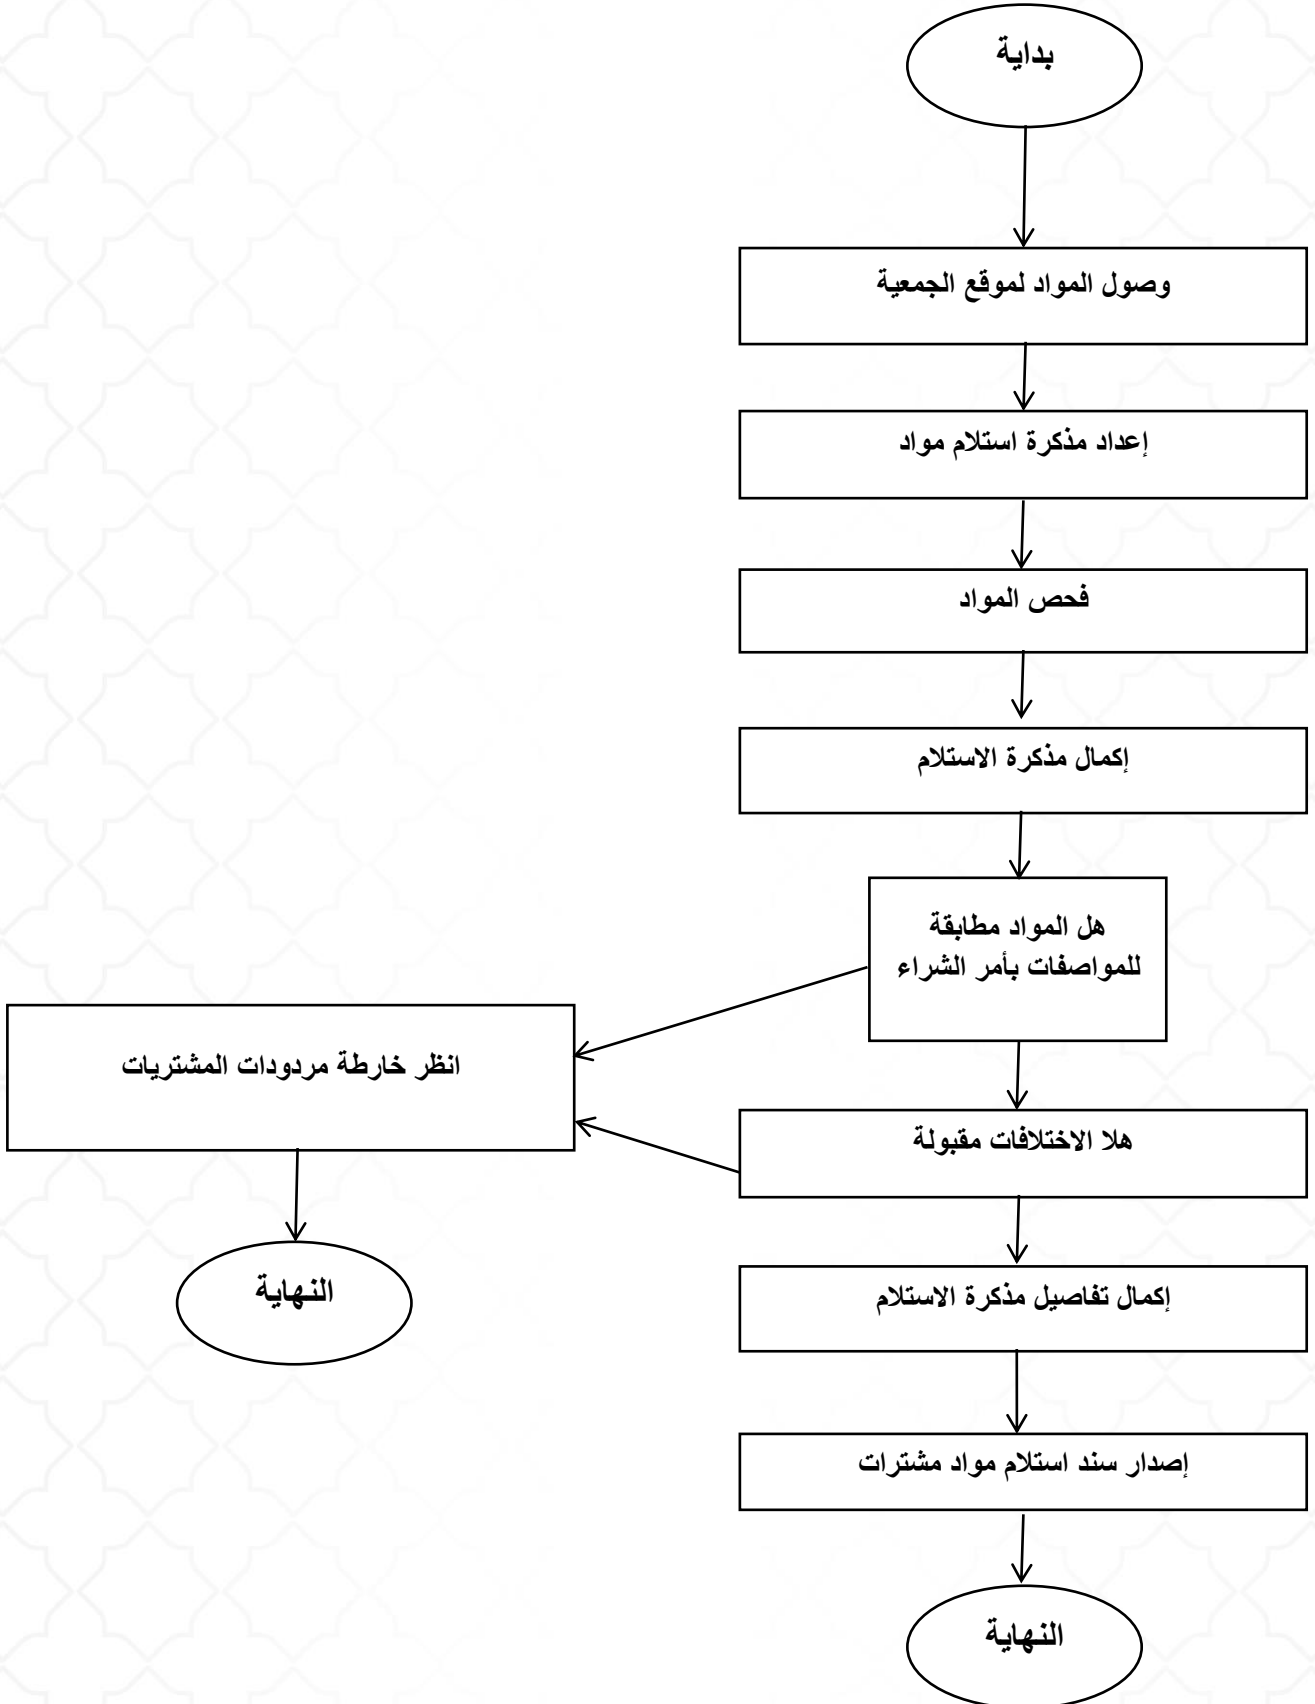 بداية
وصول المواد لموقع الجمعية
إعداد مذكرة استلام مواد
فحص المواد
إكمال مذكرة الاستلام
هل المواد مطابقة
للمواصفات بأمر الشراء
انظر خارطة مردودات المشتريات
هلا الاختلافات مقبولة
النهاية
إكمال تفاصيل مذكرة الاستلام
إصدار سند استلام مواد مشترات
النهاية